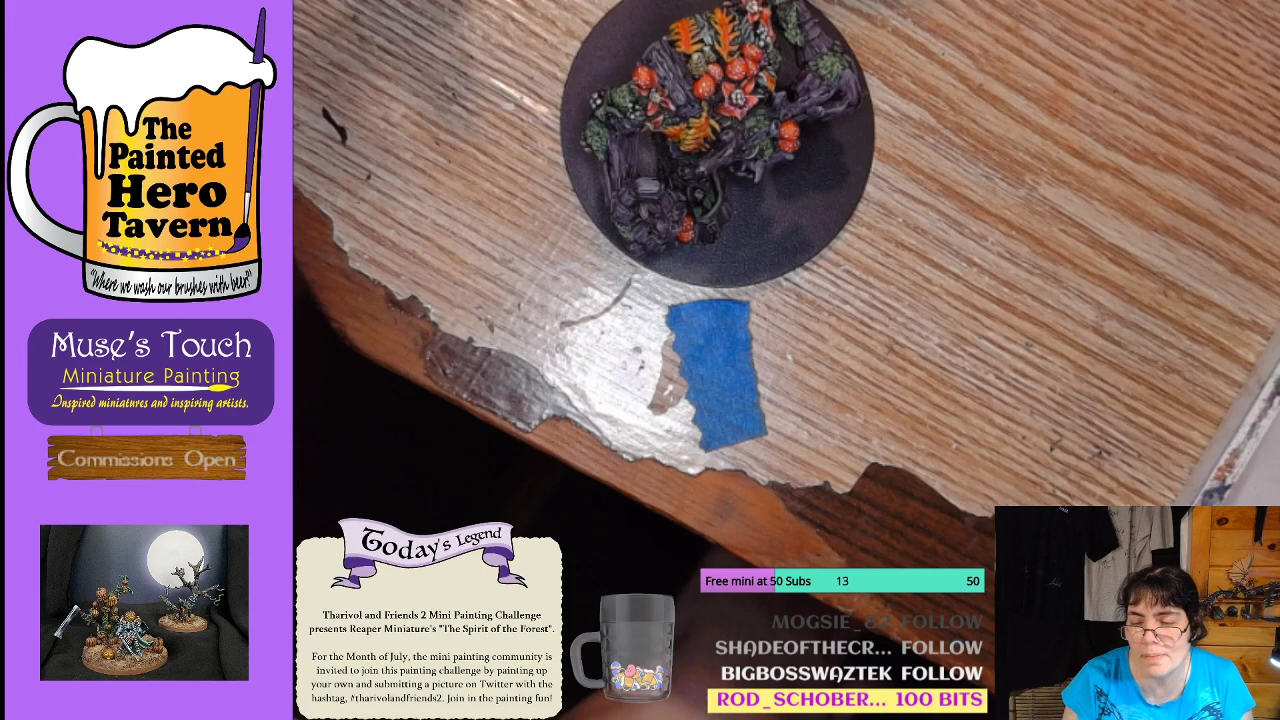 The
Painted
Hero
Tavern
"Where we wash our brushes with beer!"
Muse's Touch
Miniature Painting
Inspired miniatures and inspiring artists.
Commissions Open
Today's Legend
Tharivol and Friends 2 Mini Painting Challenge
presents Reaper Miniature's "The Spirit of the Forest".
For the Month of July, the mini painting community is
invited to join this painting challenge by painting up
your own and submitting a picture on Twitter with the
hashtag, #tharivolandfriends2. Join in the painting fun!
Free mini at 50 Subs 13 50
FOLLOW
SHADEOFTHECR... FOLLOW
BIGBOSSWAZTEK FOLLOW
ROD_SCHOBER... 100 BITS